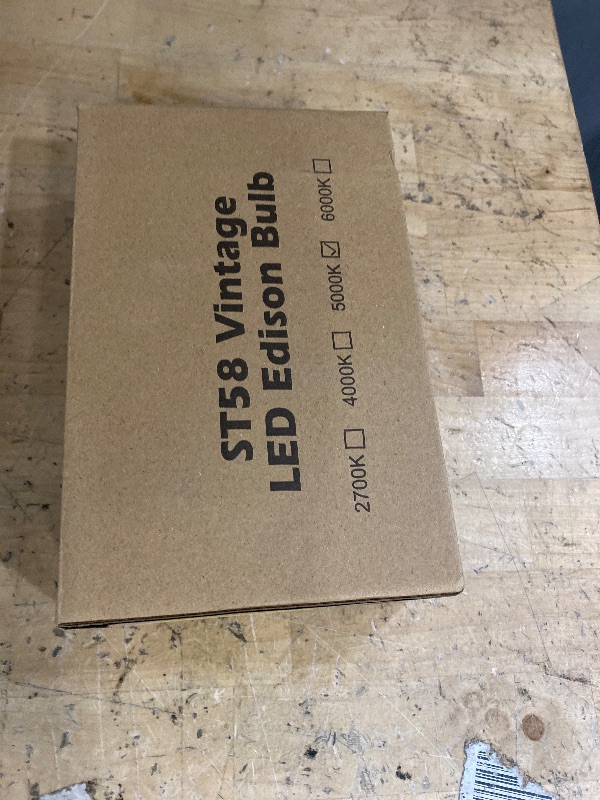 ST58 Vintage
LED Edison Bulb
2700K ☐ 4000K ☐ 5000K ☑ 6000K ☐